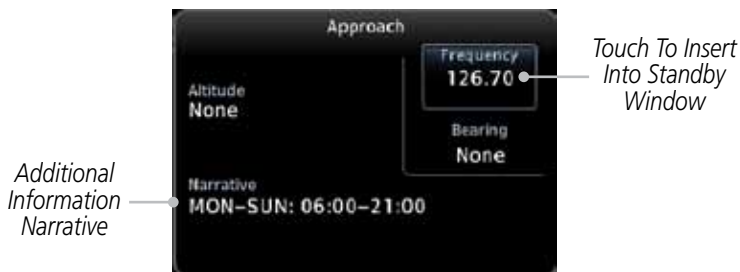 Approach
Frequency
126.70
Touch To Insert
Into Standby
Window
Altitude
None
Bearing
None
Additional
Information
Narrative
Narrative
MON–SUN: 06:00–21:00